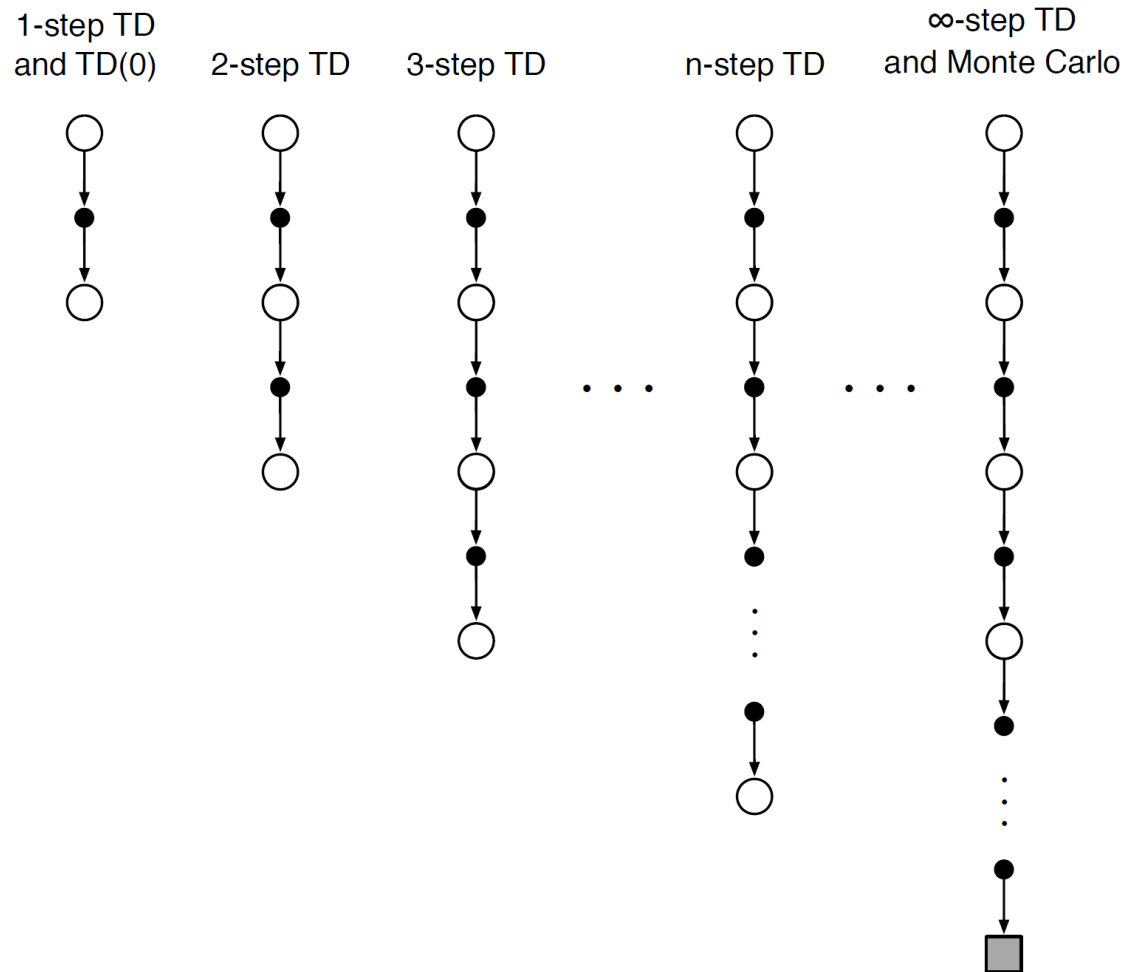 1-step TD
and TD(0)
2-step TD
3-step TD
n-step TD
∞-step TD
and Monte Carlo